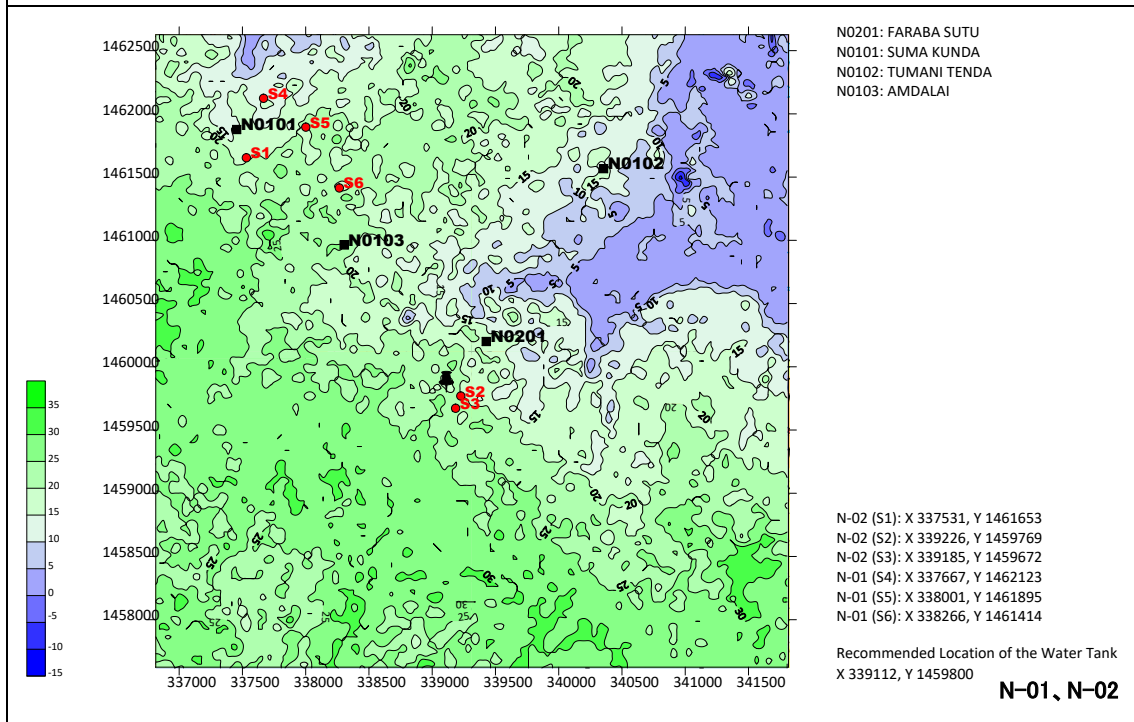 N0201: FARABA SUTU
N0101: SUMA KUNDA
N0102: TUMANI TENDA
N0103: AMDALAI
1462500
1462000
1461500
1461000
1460500
1460000
1459500
1459000
1458500
1458000
S4
N0101
S5
S1
N0102
S6
N0103
N0201
S2
S3
35
30
25
20
15
10
5
0
-5
-10
-15
337000 337500 338000 338500 339000 339500 340000 340500 341000 341500
N-02 (S1): X 337531, Y 1461653
N-02 (S2): X 339226, Y 1459769
N-02 (S3): X 339185, Y 1459672
N-01 (S4): X 337667, Y 1462123
N-01 (S5): X 338001, Y 1461895
N-01 (S6): X 338266, Y 1461414
Recommended Location of the Water Tank
X 339112, Y 1459800
N-01、N-02